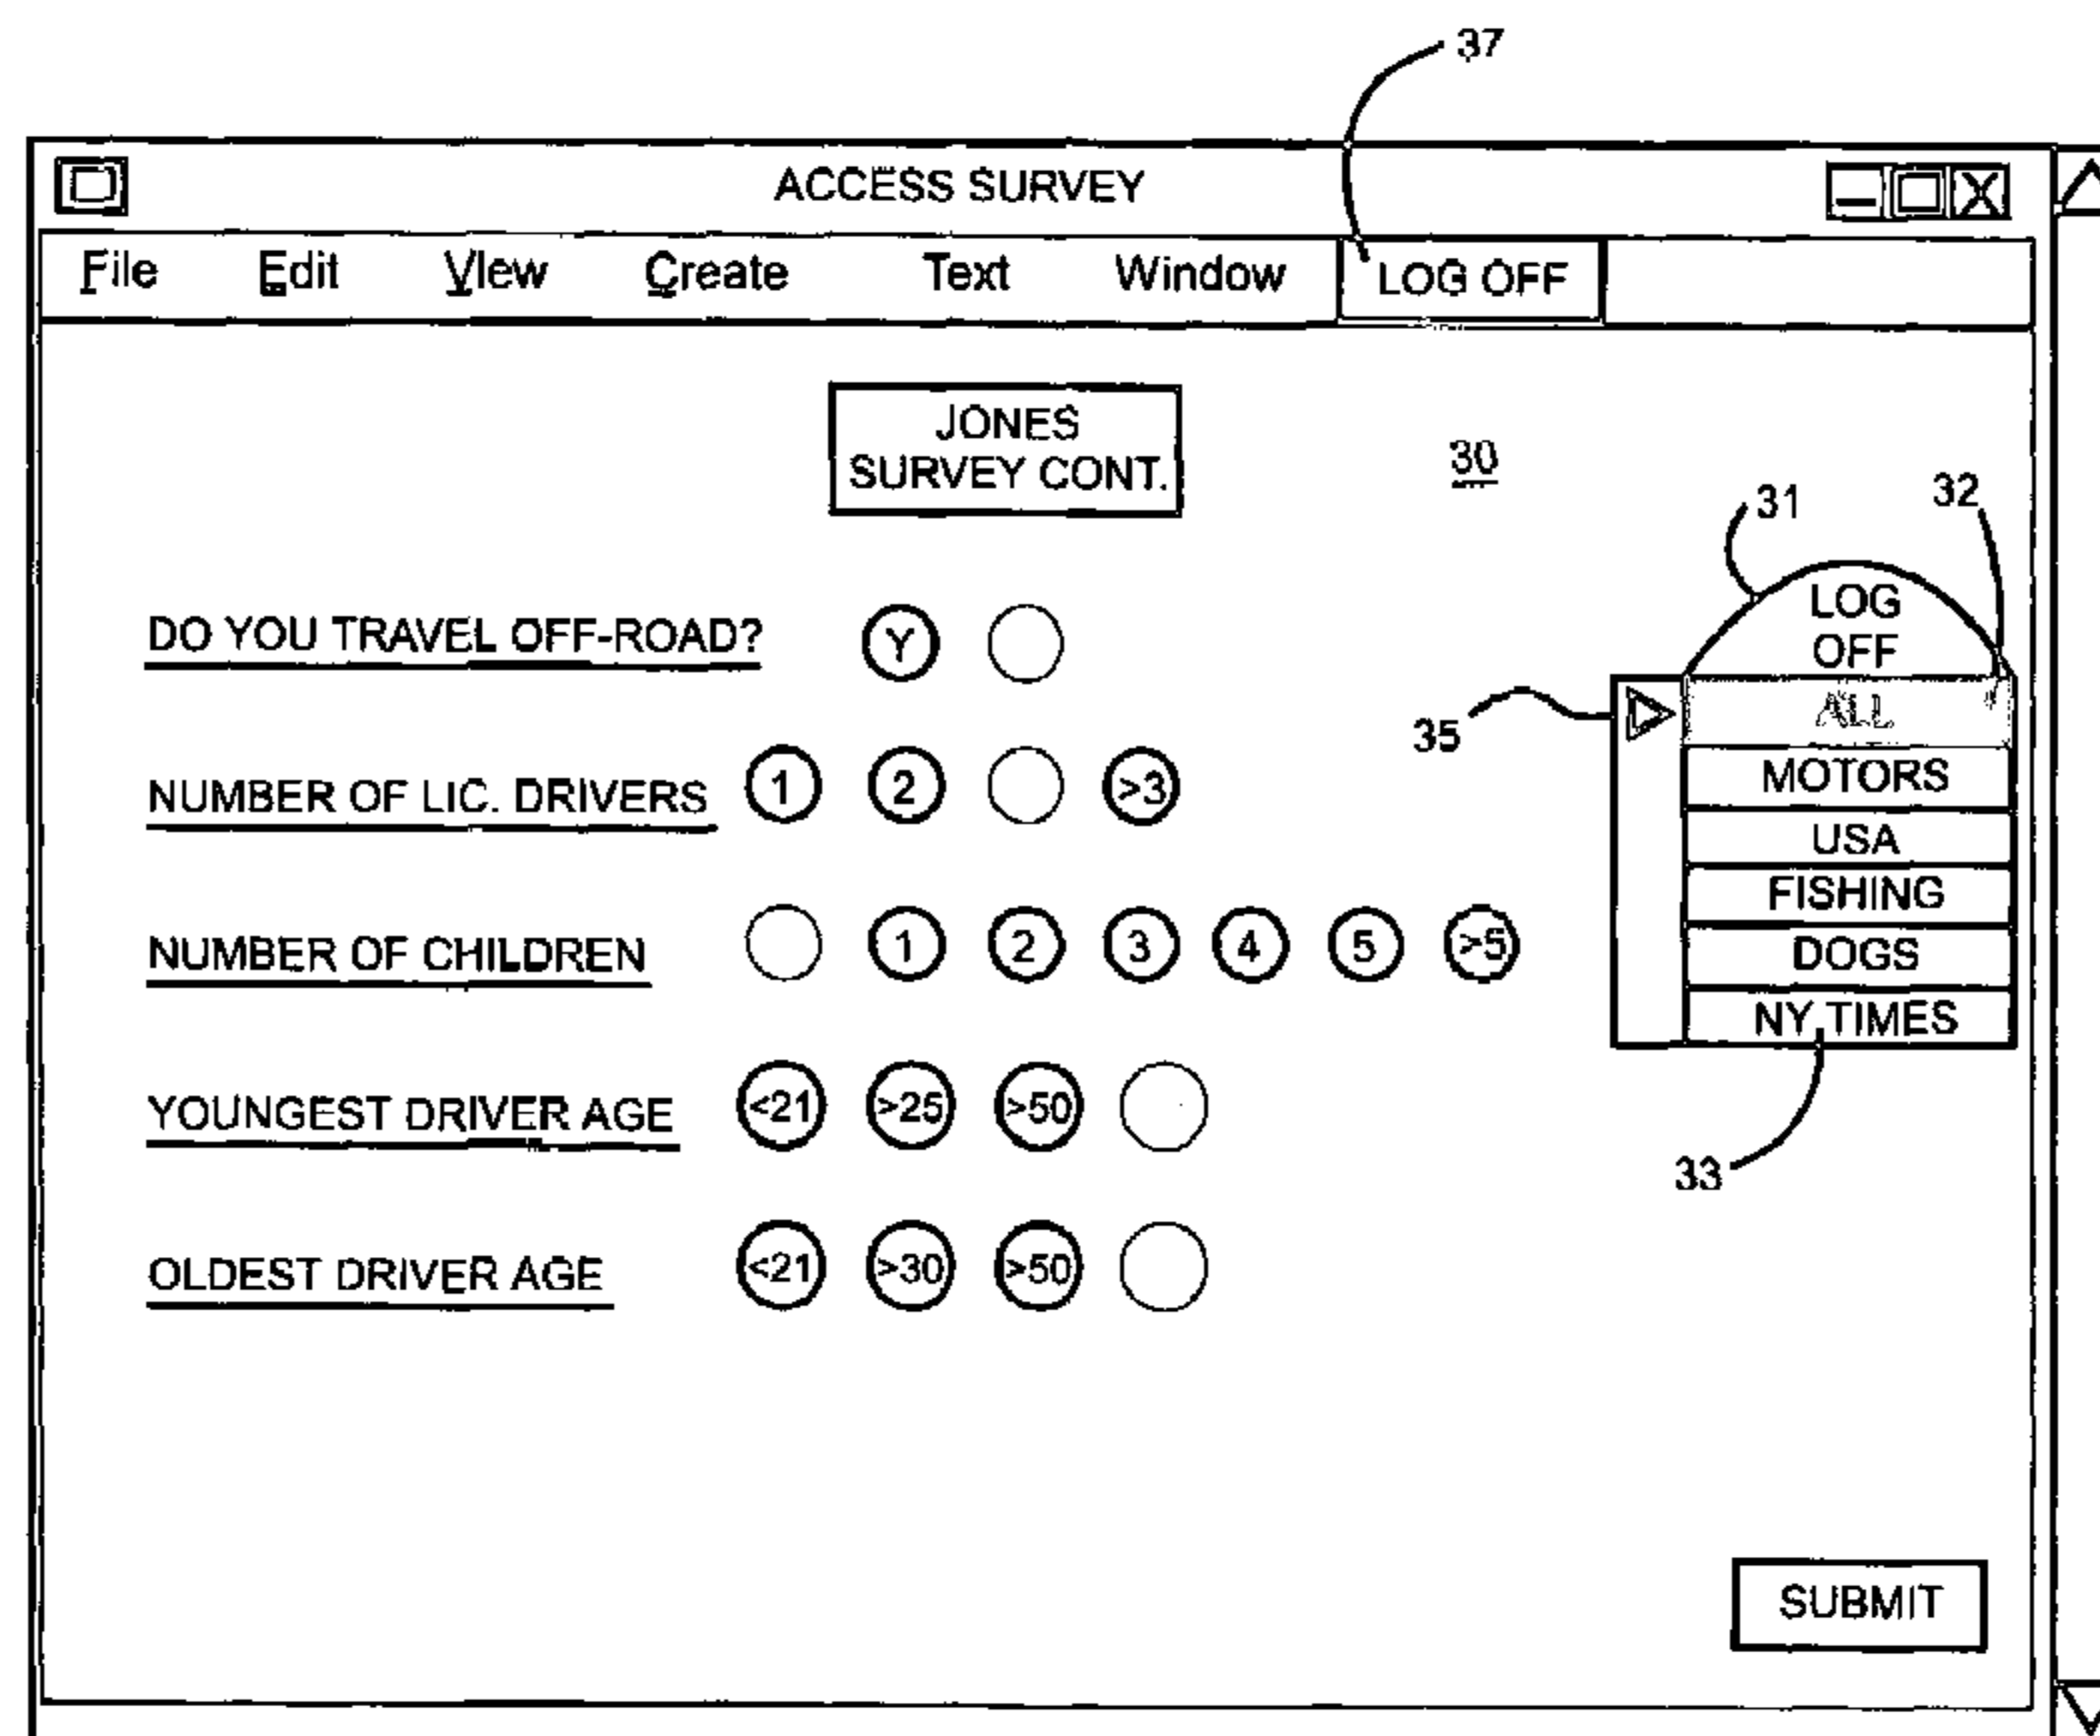 37
ACCESS SURVEY
File Edit VIew Create Text Window LOG OFF
JONES
SURVEY CONT.
30
31
32
LOG
OFF
DO YOU TRAVEL OFF-ROAD? Y
35
ALL
NUMBER OF LIC. DRIVERS 1 2 >3
MOTORS
USA
FISHING
NUMBER OF CHILDREN 1 2 3 4 5 >5
DOGS
NY TIMES
YOUNGEST DRIVER AGE <21 >25 >50
33
OLDEST DRIVER AGE <21 >30 >50
SUBMIT